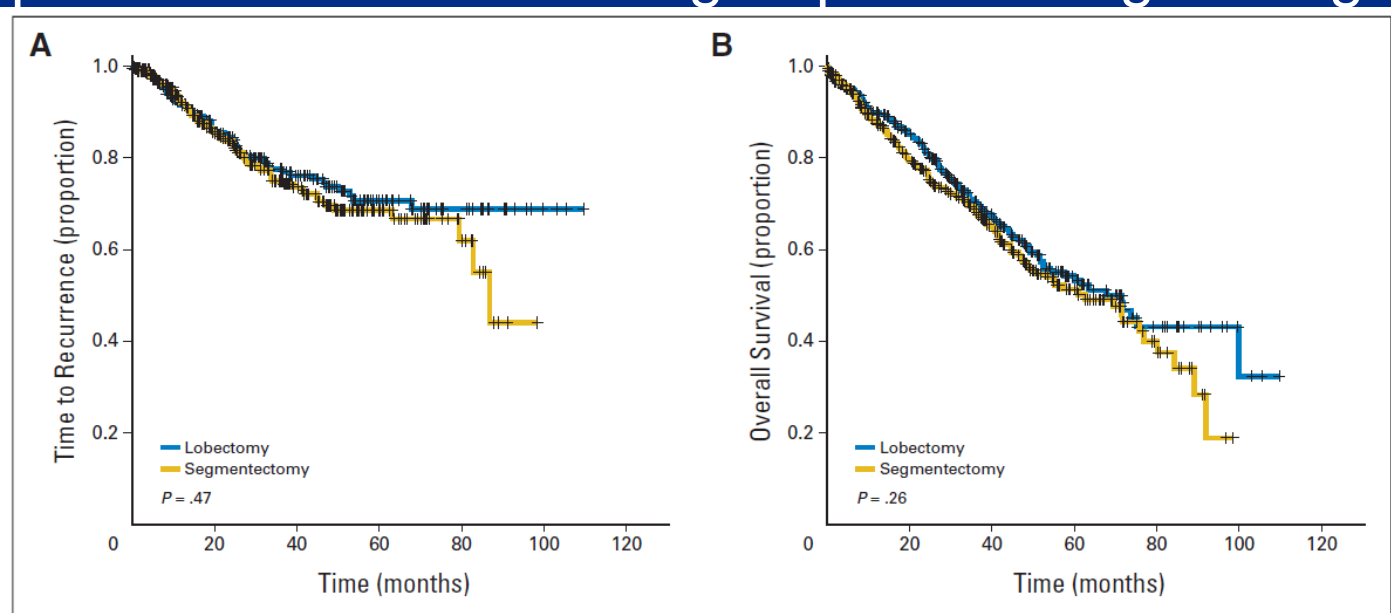 A
Time to Recurrence (proportion)
1.0
0.8
0.6
0.4
0.2
Lobectomy
Segmentectomy
P = .47
0 20 40 60 80 100 120
Time (months)
B
Overall Survival (pportion)
1.0
0.8
0.6
0.4
0.2
Lobectomy
Segmentectomy
P = .26
0 20 40 60 80 100 120
Time (months)